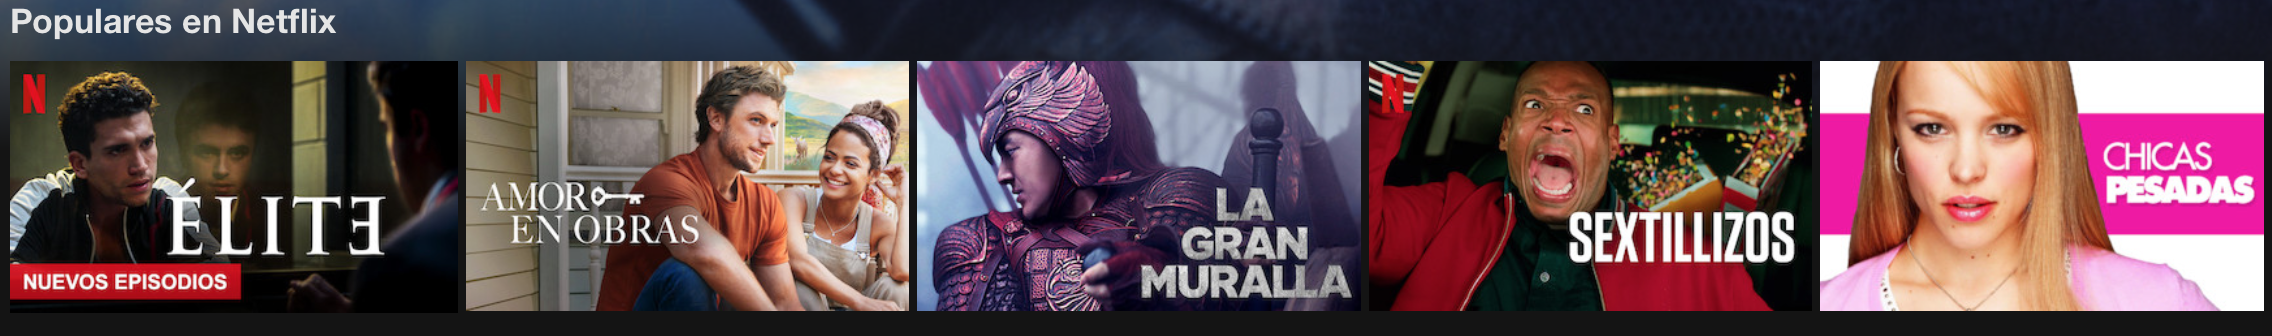 Populares en Netflix
N
ÉLITE
NUEVOS EPISODIOS
N
AMOR
EN OBRAS
LA
GRAN
MURALLA
N
SEXTILLIZOS
CHICAS
PESADAS